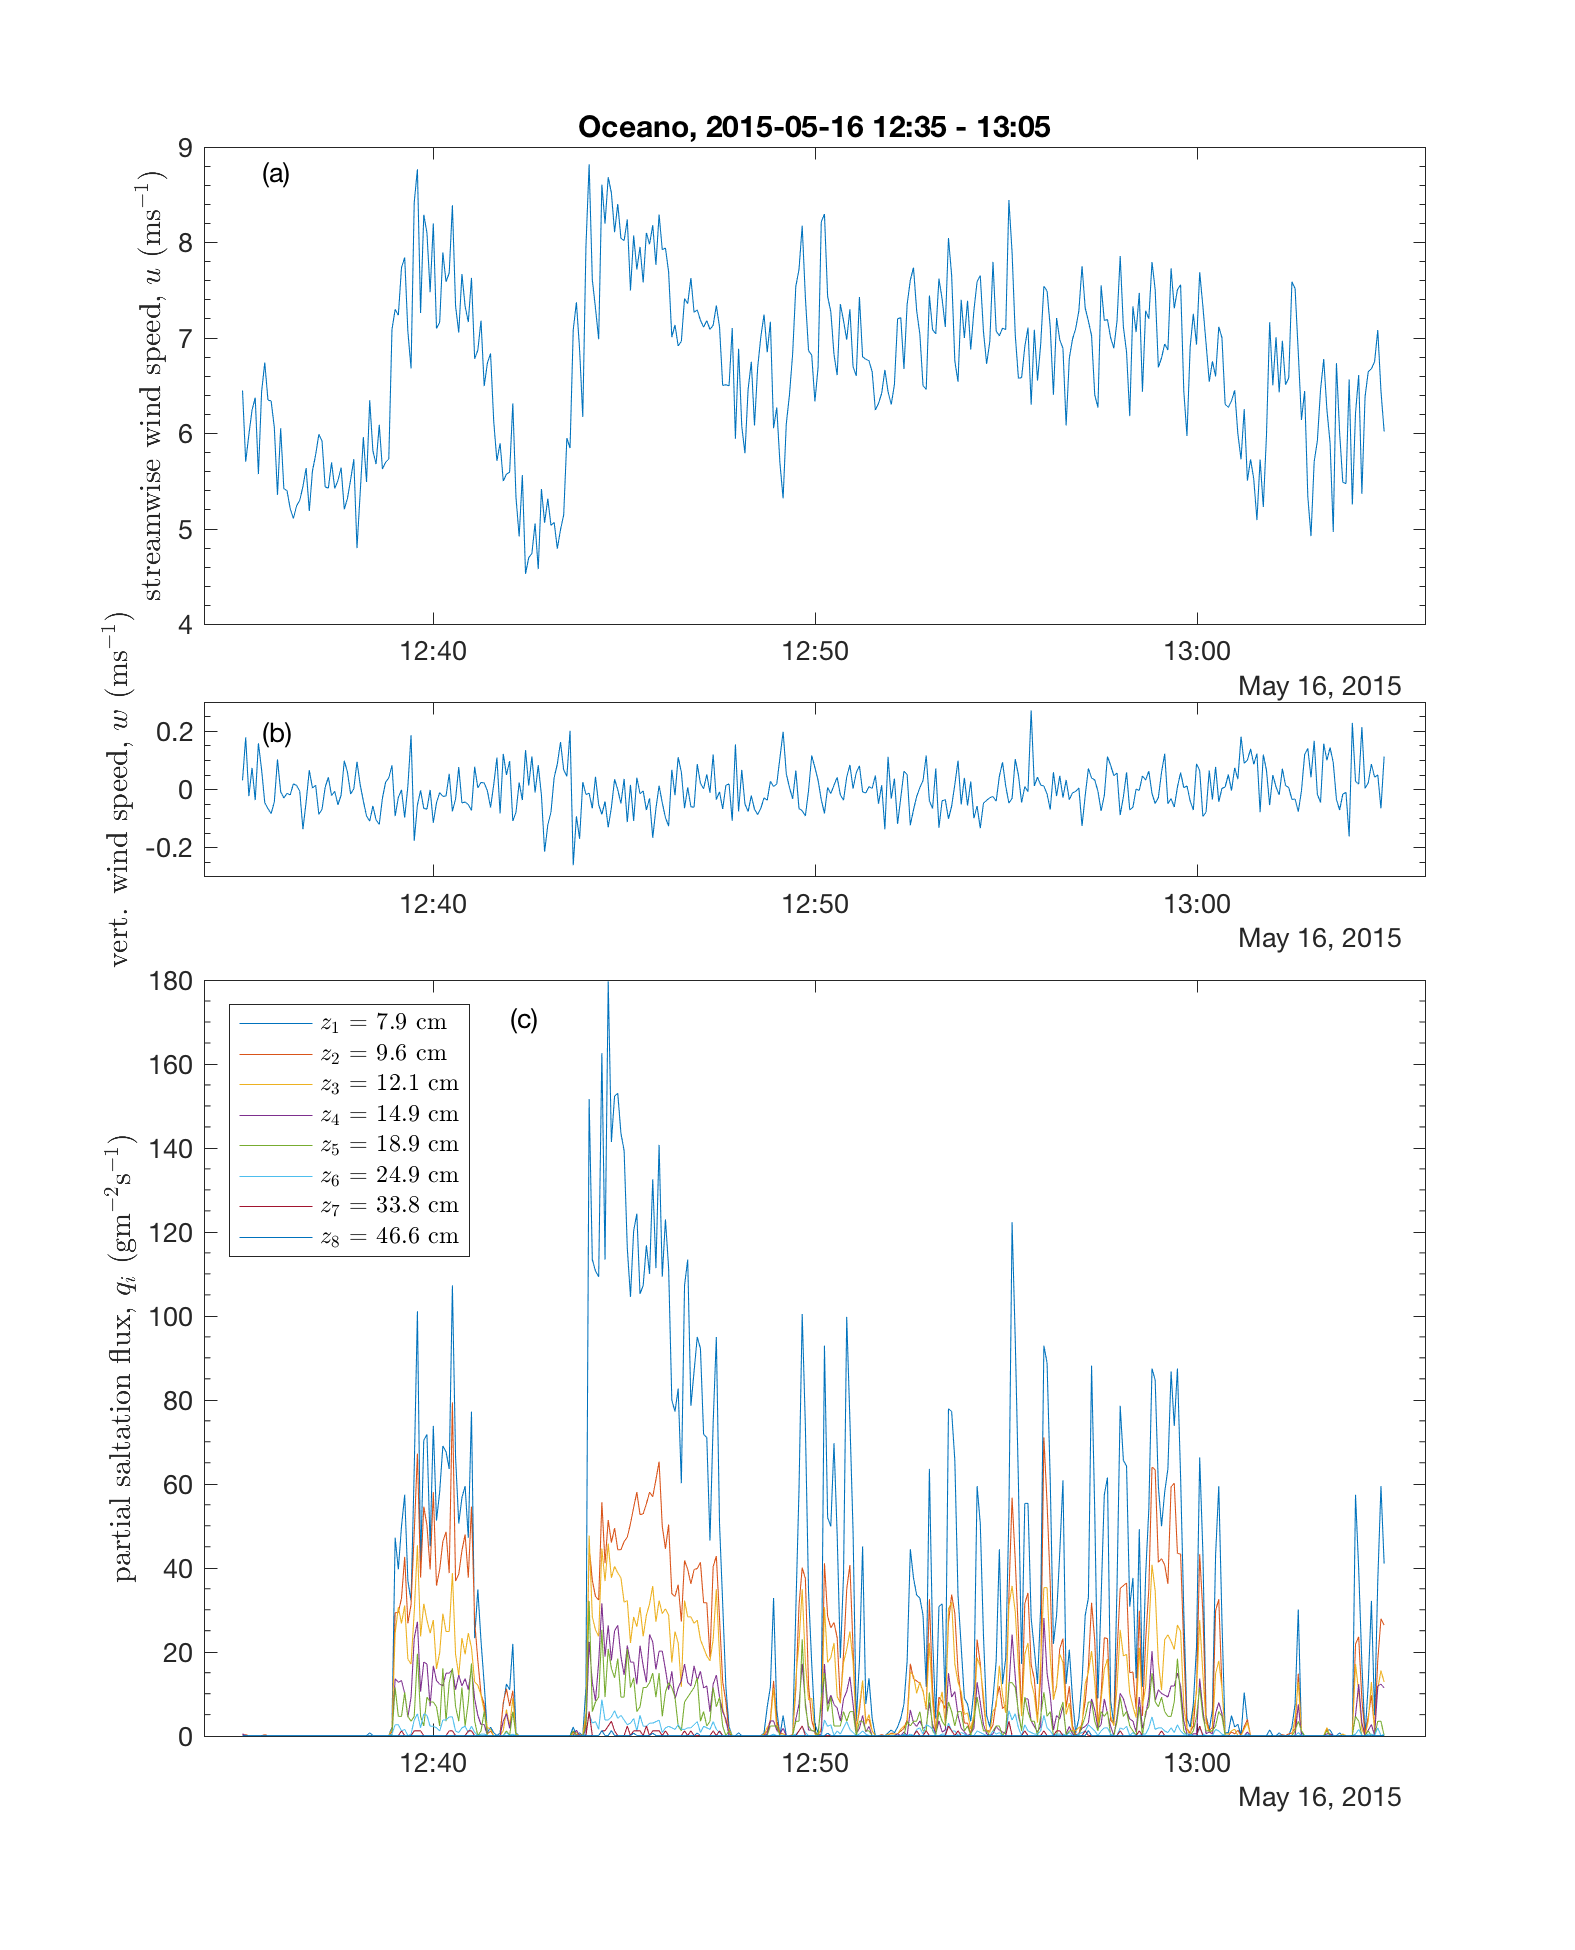 Oceano, 2015-05-16 12:35 - 13:05
(a)
streamwise wind speed, u (ms⁻¹)
9
8
7
6
5
4
12:40 12:50 13:00
May 16, 2015
(b)
vert. wind speed, w (ms⁻¹)
0.2
0
-0.2
12:40 12:50 13:00
May 16, 2015
(c)
partial saltation flux, qᵢ (gm⁻²s⁻¹)
180
160
140
120
100
80
60
40
20
0
z₁ = 7.9 cm
z₂ = 9.6 cm
z₃ = 12.1 cm
z₄ = 14.9 cm
z₅ = 18.9 cm
z₆ = 24.9 cm
z₇ = 33.8 cm
z₈ = 46.6 cm
12:40 12:50 13:00
May 16, 2015